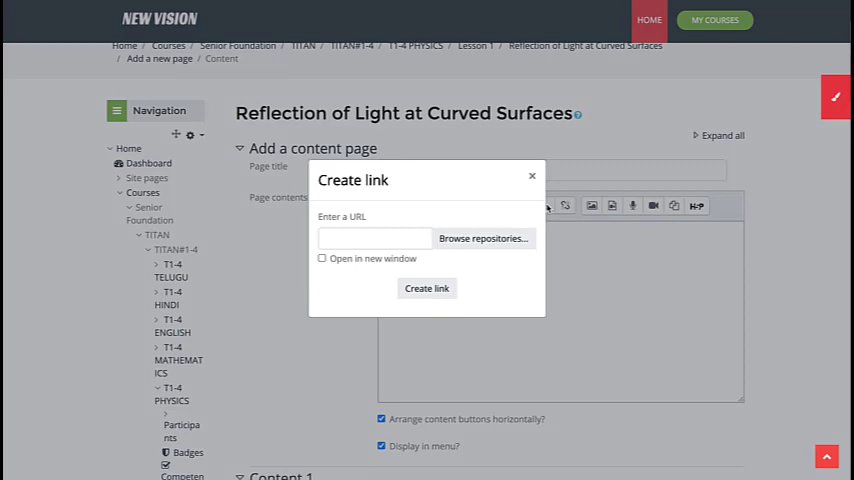 NEW VISION
HOME
MY COURSES
Home / Courses / Senior Foundation / TITAN / TITAN#1-4 / T1-4 PHYSICS / Lesson 1 / Reflection of Light at Curved Surfaces
/ Add a new page / Content
Navigation
Reflection of Light at Curved Surfaces
Expand all
Home
Dashboard
Site pages
Courses
Senior
Foundation
TITAN
TITAN#1-4
T1-4
TELUGU
T1-4
HINDI
T1-4
ENGLISH
T1-4
MATHEMAT
ICS
T1-4
PHYSICS
Participa
nts
Badges
Competen
Add a content page
Page title
Page contents
H-P
Create link
×
Enter a URL
Browse repositories...
Open in new window
Create link
Arrange content buttons horizontally?
Display in menu?
Content 1